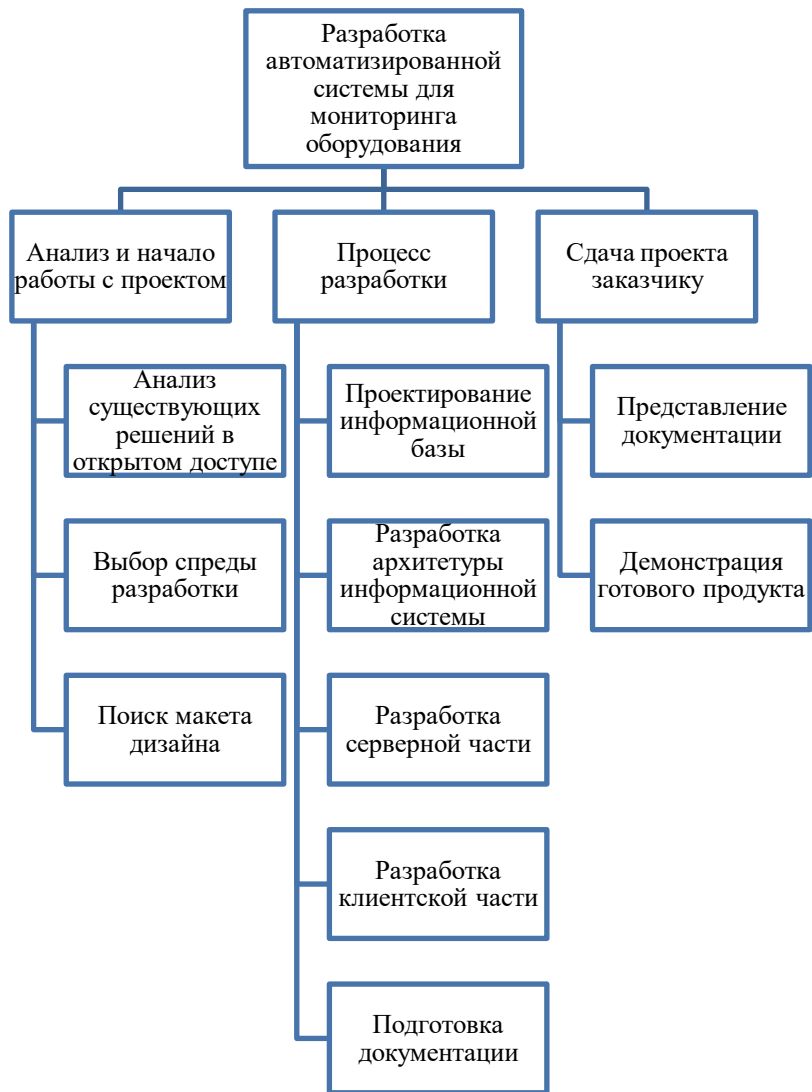 Разработка
автоматизированной
системы для
мониторинга
оборудования
Анализ и начало
работы с проектом
Процесс
разработки
Сдача проекта
заказчику
Анализ
существующих
решений в
открытом доступе
Выбор спреды
разработки
Поиск макета
дизайна
Проектирование
информационной
базы
Разработка
архитетуры
информационной
системы
Разработка
серверной части
Разработка
клиентской части
Подготовка
документации
Представление
документации
Демонстрация
готового продукта